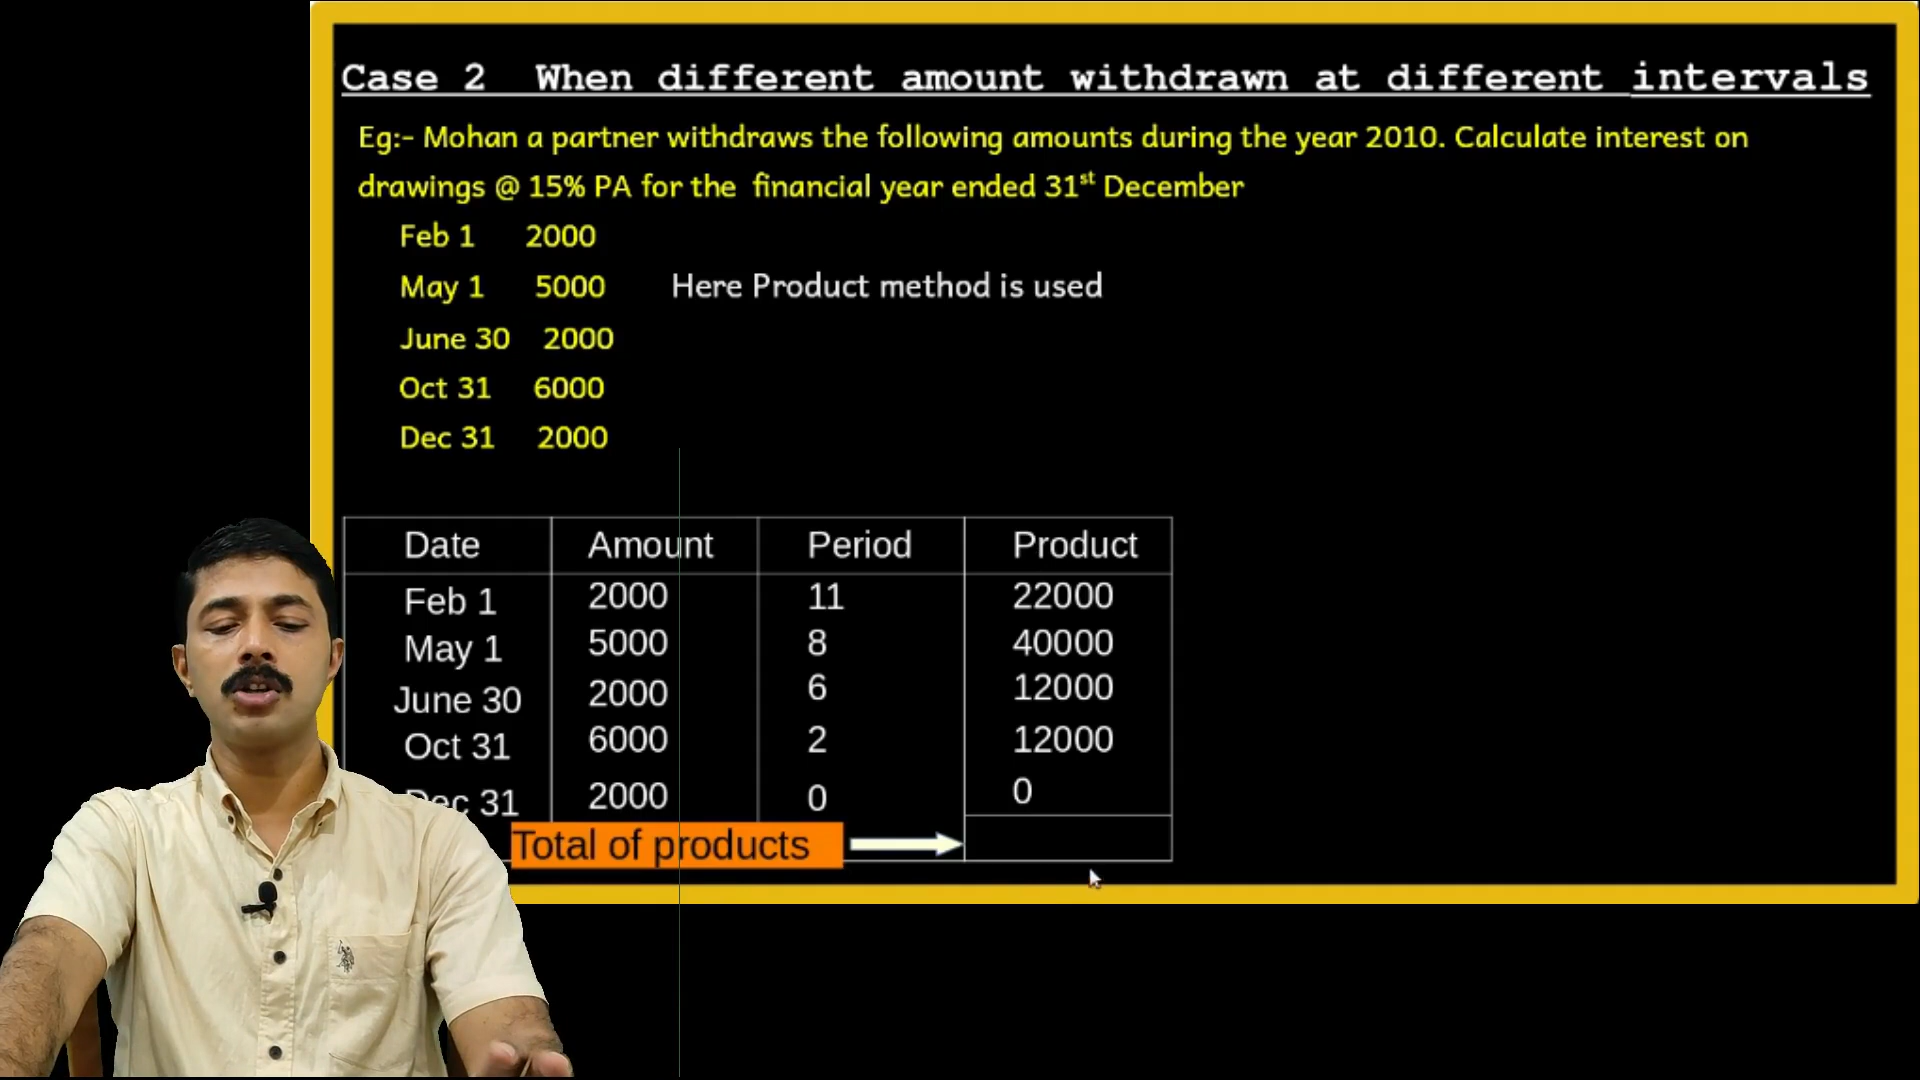 Case 2 When different amount withdrawn at different intervals
Eg:- Mohan a partner withdraws the following amounts during the year 2010. Calculate interest on
drawings @ 15% PA for the financial year ended 31st December
Feb 1 2000
May 1 5000 Here Product method is used
June 30 2000
Oct 31 6000
Dec 31 2000
Date Amount Period Product
Feb 1 2000 11 22000
May 1 5000 8 40000
June 30 2000 6 12000
Oct 31 6000 2 12000
Dec 31 2000 0 0
Total of products